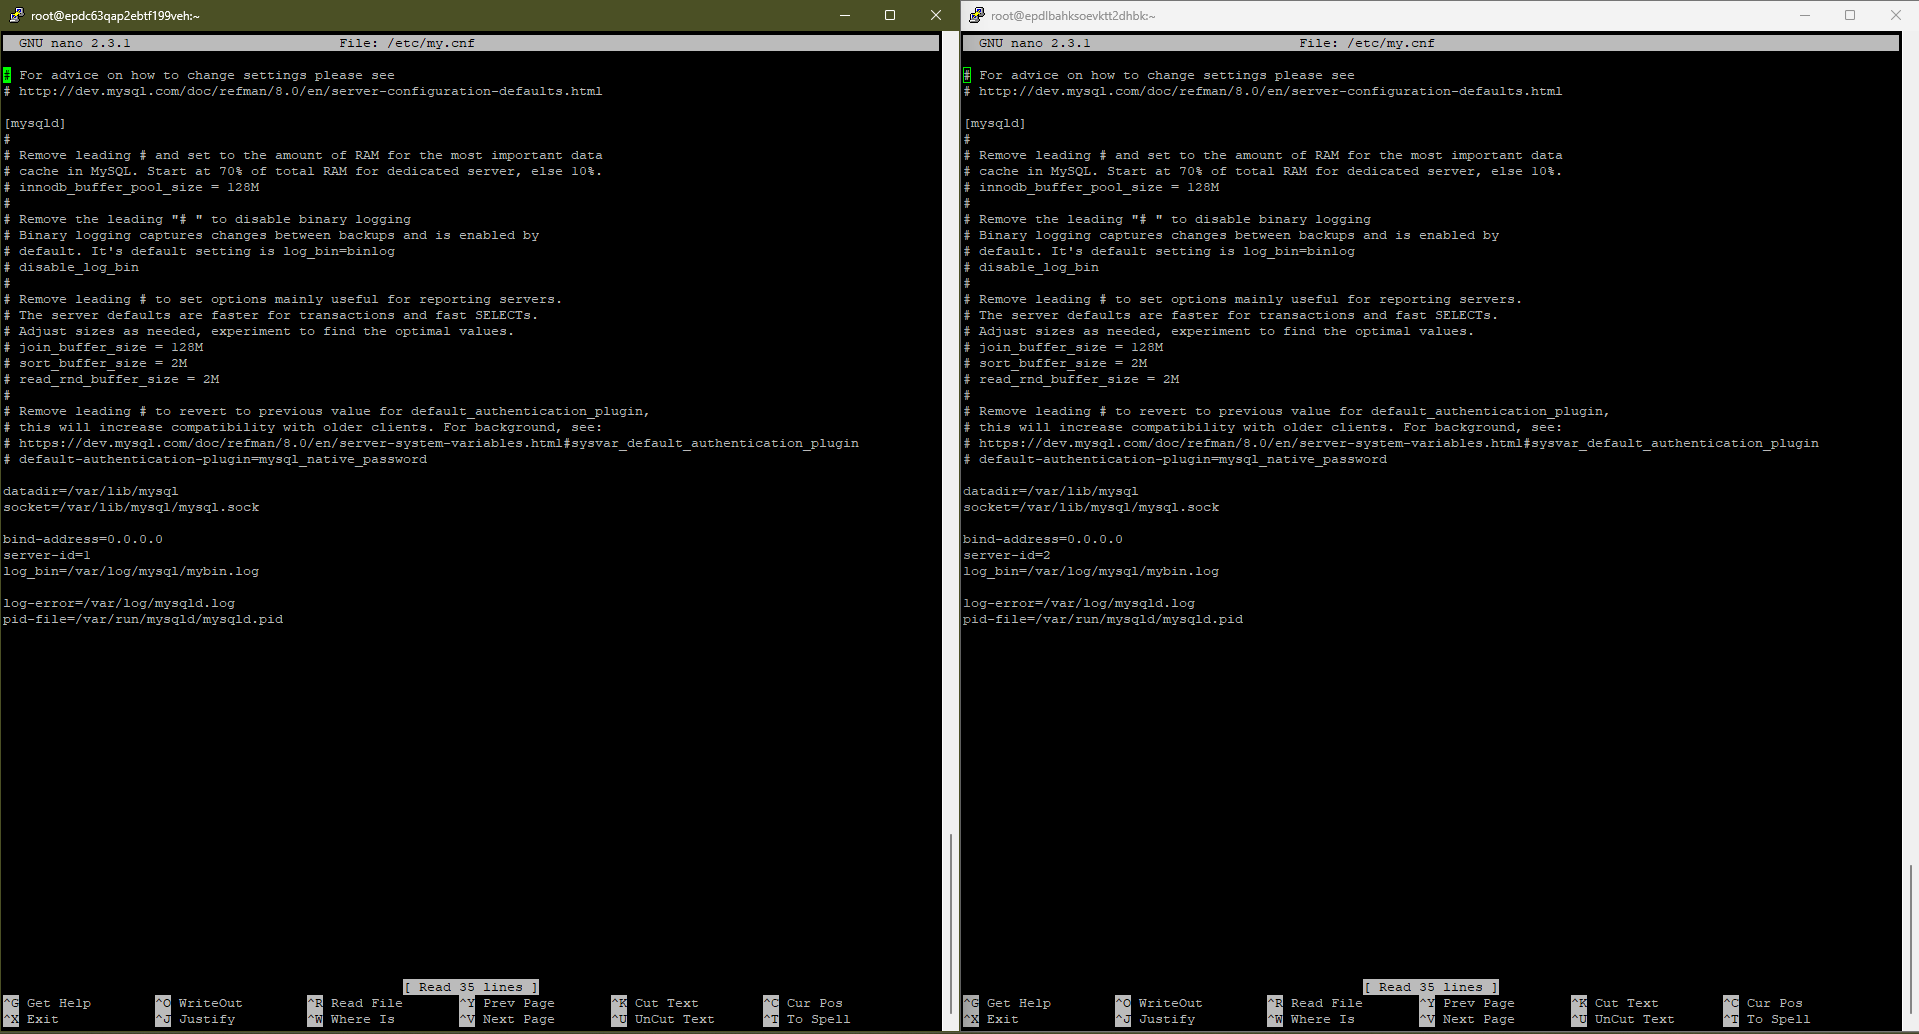 root@epdc63qap2ebtf199veh:~
GNU nano 2.3.1 File: /etc/my.cnf
# For advice on how to change settings please see
# http://dev.mysql.com/doc/refman/8.0/en/server-configuration-defaults.html
[mysqld]
#
# Remove leading # and set to the amount of RAM for the most important data
# cache in MySQL. Start at 70% of total RAM for dedicated server, else 10%.
# innodb_buffer_pool_size = 128M
#
# Remove the leading "# " to disable binary logging
# Binary logging captures changes between backups and is enabled by
# default. It's default setting is log_bin=binlog
# disable_log_bin
#
# Remove leading # to set options mainly useful for reporting servers.
# The server defaults are faster for transactions and fast SELECTs.
# Adjust sizes as needed, experiment to find the optimal values.
# join_buffer_size = 128M
# sort_buffer_size = 2M
# read_rnd_buffer_size = 2M
#
# Remove leading # to revert to previous value for default_authentication_plugin,
# this will increase compatibility with older clients. For background, see:
# https://dev.mysql.com/doc/refman/8.0/en/server-system-variables.html#sysvar_default_authentication_plugin
# default-authentication-plugin=mysql_native_password
datadir=/var/lib/mysql
socket=/var/lib/mysql/mysql.sock
bind-address=0.0.0.0
server-id=1
log_bin=/var/log/mysql/mybin.log
log-error=/var/log/mysqld.log
pid-file=/var/run/mysqld/mysqld.pid
[ Read 35 lines ]
^G Get Help ^O WriteOut ^R Read File ^Y Prev Page ^K Cut Text ^C Cur Pos
^X Exit ^J Justify ^W Where Is ^V Next Page ^U UnCut Text ^T To Spell
root@epdlbahksoevktt2dhbk:~
GNU nano 2.3.1 File: /etc/my.cnf
# For advice on how to change settings please see
# http://dev.mysql.com/doc/refman/8.0/en/server-configuration-defaults.html
[mysqld]
#
# Remove leading # and set to the amount of RAM for the most important data
# cache in MySQL. Start at 70% of total RAM for dedicated server, else 10%.
# innodb_buffer_pool_size = 128M
#
# Remove the leading "# " to disable binary logging
# Binary logging captures changes between backups and is enabled by
# default. It's default setting is log_bin=binlog
# disable_log_bin
#
# Remove leading # to set options mainly useful for reporting servers.
# The server defaults are faster for transactions and fast SELECTs.
# Adjust sizes as needed, experiment to find the optimal values.
# join_buffer_size = 128M
# sort_buffer_size = 2M
# read_rnd_buffer_size = 2M
#
# Remove leading # to revert to previous value for default_authentication_plugin,
# this will increase compatibility with older clients. For background, see:
# https://dev.mysql.com/doc/refman/8.0/en/server-system-variables.html#sysvar_default_authentication_plugin
# default-authentication-plugin=mysql_native_password
datadir=/var/lib/mysql
socket=/var/lib/mysql/mysql.sock
bind-address=0.0.0.0
server-id=2
log_bin=/var/log/mysql/mybin.log
log-error=/var/log/mysqld.log
pid-file=/var/run/mysqld/mysqld.pid
[ Read 35 lines ]
^G Get Help ^O WriteOut ^R Read File ^Y Prev Page ^K Cut Text ^C Cur Pos
^X Exit ^J Justify ^W Where Is ^V Next Page ^U UnCut Text ^T To Spell